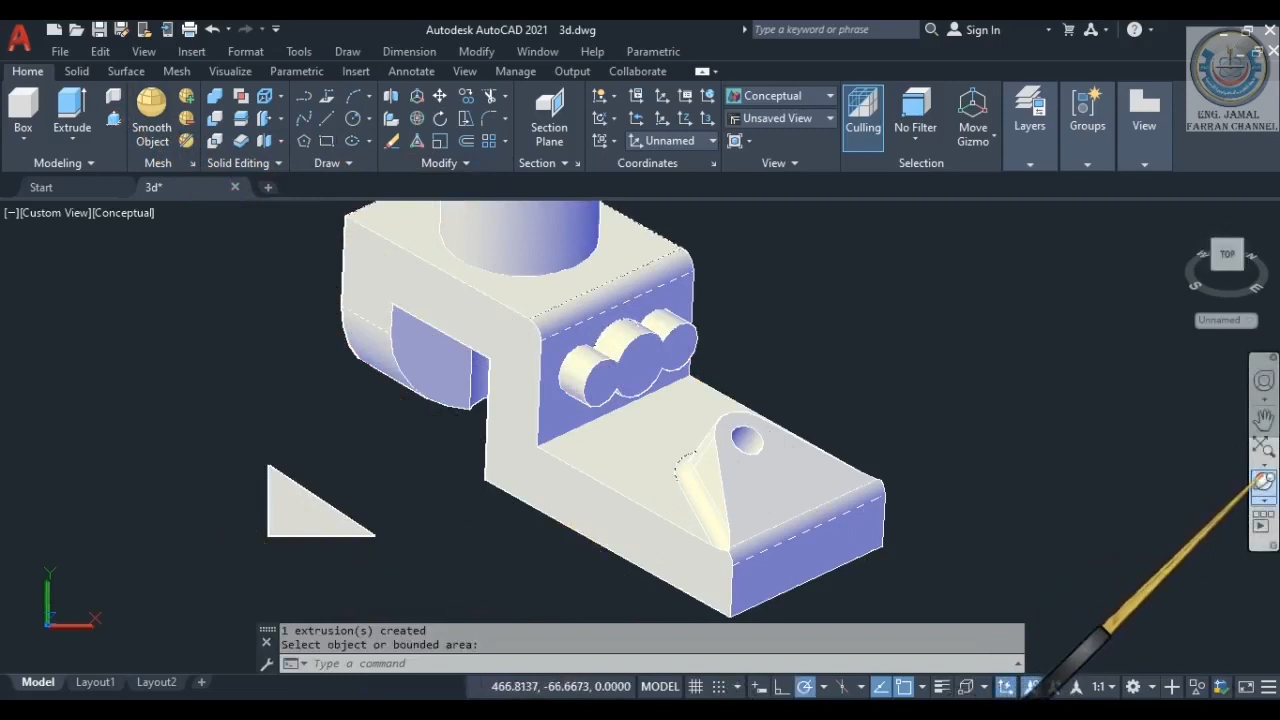 Autodesk AutoCAD 2021 3d.dwg
Type a keyword or phrase
Sign In
File Edit View Insert Format Tools Draw Dimension Modify Window Help Parametric
Home Solid Surface Mesh Visualize Parametric Insert Annotate View Manage Output Collaborate
Box
Extrude
Smooth
Object
Section
Plane
Unnamed
Conceptual
Unsaved View
Culling
No Filter
Move
Gizmo
Layers
Groups
View
ENG. JAMAL
FARRAN CHANNEL
Modeling Mesh Solid Editing Draw Modify Section Coordinates View Selection
Start 3d*
[−][Custom View][Conceptual]
TOP
W N
S E
Unnamed
Y
X
1 extrusion(s) created
Select object or bounded area:
Type a command
Model Layout1 Layout2
466.8137, -66.6673, 0.0000 MODEL
1:1